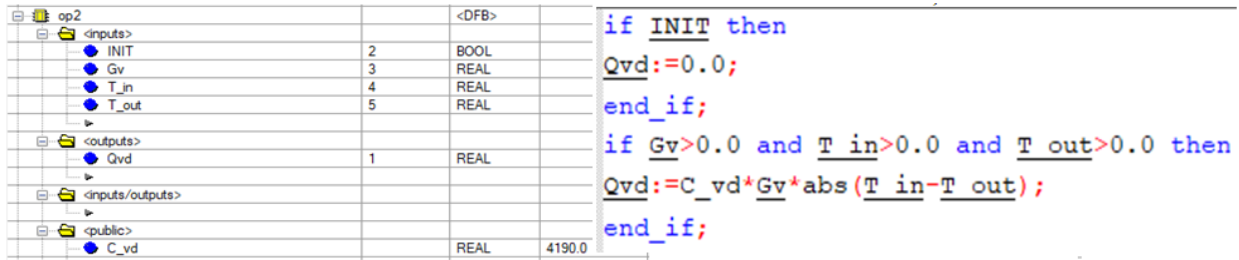 op2 <DFB>
<inputs>
INIT 2 BOOL
Gv 3 REAL
T_in 4 REAL
T_out 5 REAL
<outputs>
Qvd 1 REAL
<inputs/outputs>
<public>
C_vd REAL 4190.0
if INIT then
Qvd:=0.0;
end_if;
if Gv>0.0 and T_in>0.0 and T_out>0.0 then
Qvd:=C_vd*Gv*abs(T_in-T_out);
end_if;